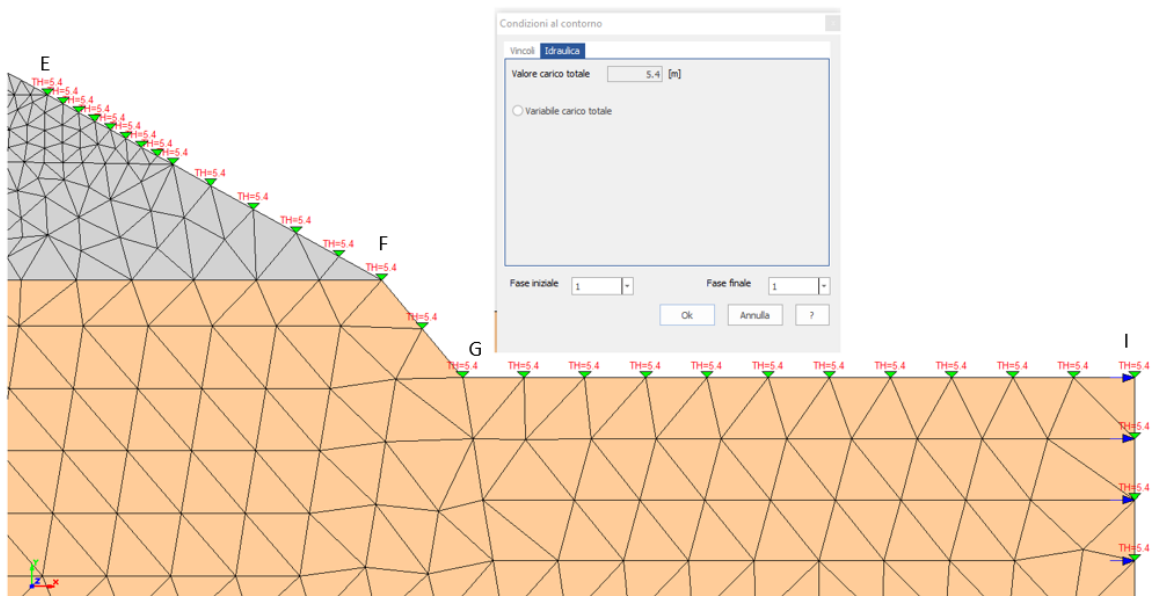 Condizioni al contorno
Vincoli Idraulica
Valore carico totale 5.4 [m]
Variabile carico totale
Fase iniziale 1 Fase finale 1
Ok Annulla ?
E
TH=5.4
TH=5.4
TH=5.4
TH=5.4
TH=5.4
TH=5.4
TH=5.4
TH=5.4
TH=5.4
TH=5.4
TH=5.4
TH=5.4
TH=5.4
F
TH=5.4
TH=5.4
G
I
TH=5.4 TH=5.4 TH=5.4 TH=5.4 TH=5.4 TH=5.4 TH=5.4 TH=5.4 TH=5.4 TH=5.4 TH=5.4 TH=5.4
TH=5.4
TH=5.4
TH=5.4
Y
Z X